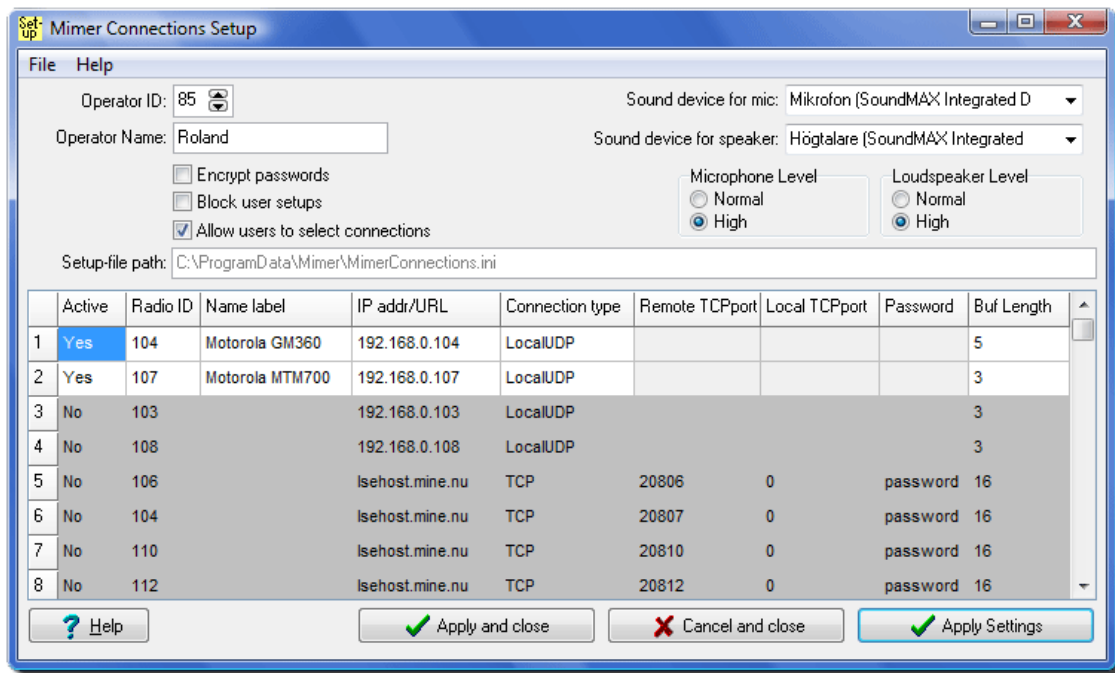 Set-up Mimer Connections Setup
File Help
Operator ID: 85 Sound device for mic: Mikrofon (SoundMAX Integrated D
Operator Name: Roland Sound device for speaker: Högtalare (SoundMAX Integrated
Encrypt passwords Microphone Level Loudspeaker Level
Block user setups Normal Normal
Allow users to select connections High High
Setup-file path: C:\ProgramData\Mimer\MimerConnections.ini
Active Radio ID Name label IP addr/URL Connection type Remote TCPport Local TCPport Password Buf Length
1 Yes 104 Motorola GM360 192.168.0.104 LocalUDP 5
2 Yes 107 Motorola MTM700 192.168.0.107 LocalUDP 3
3 No 103 192.168.0.103 LocalUDP 3
4 No 108 192.168.0.108 LocalUDP 3
5 No 106 lsehost.mine.nu TCP 20806 0 password 16
6 No 104 lsehost.mine.nu TCP 20807 0 password 16
7 No 110 lsehost.mine.nu TCP 20810 0 password 16
8 No 112 lsehost.mine.nu TCP 20812 0 password 16
Help Apply and close Cancel and close Apply Settings